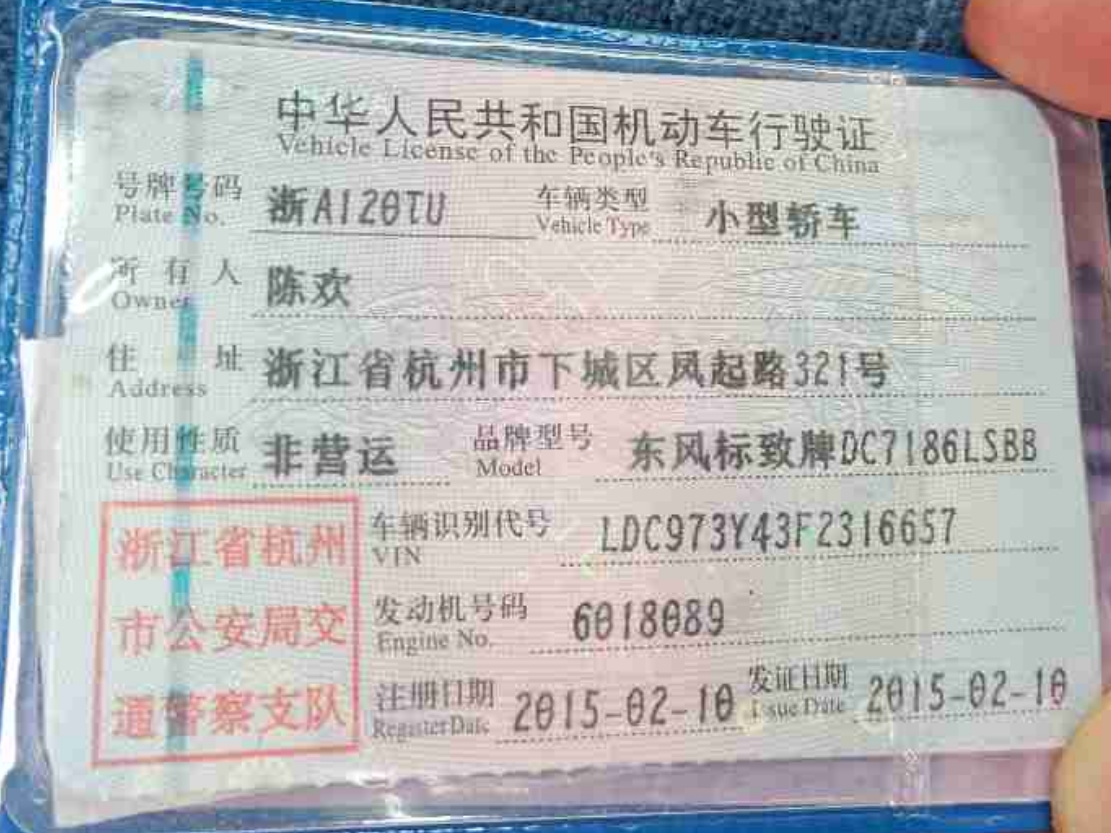 中华人民共和国机动车行驶证
Vehicle License of the People's Republic of China
号牌号码 浙A120TU 车辆类型 小型轿车
Plate No. Vehicle Type
所有人 陈欢
Owner
住址 浙江省杭州市下城区凤起路321号
Address
使用性质 非营运 品牌型号 东风标致牌DC7186LSBB
Use Character Model
浙江省杭州
市公安局交
通警察支队
车辆识别代号 LDC973Y43F2316657
VIN
发动机号码 6018089
Engine No.
注册日期 2015-02-10 发证日期 2015-02-10
Register Date Issue Date